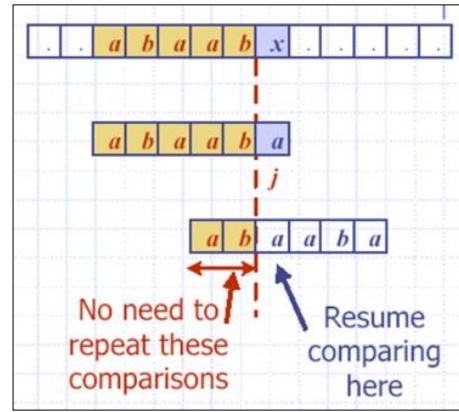 . . a b a a b x . . . . .
a b a a b a
j
a b a a b a
No need to
repeat these
comparisons
Resume
comparing
here